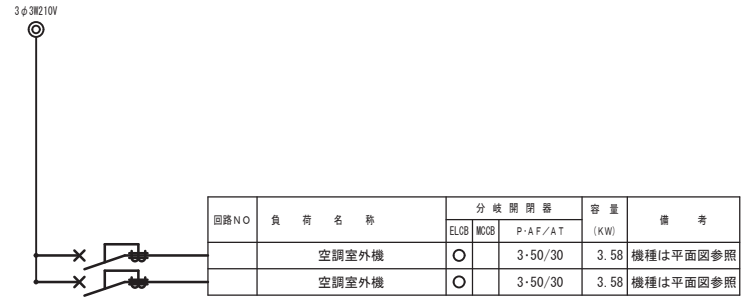 3φ3W210V
回路NO 負荷名称 分岐開閉器 容量 備考
ELCB MCCB P・AF/AT (KW)
空調室外機 ○ 3・50/30 3.58 機種は平面図参照
空調室外機 ○ 3・50/30 3.58 機種は平面図参照